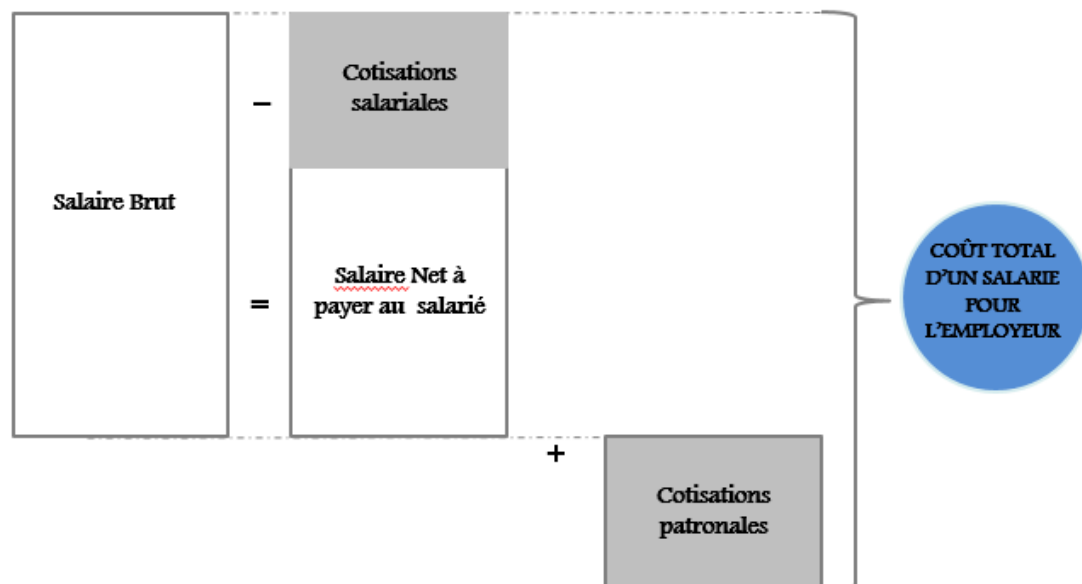 Cotisations
salariales
–
Salaire Brut
Salaire Net à
payer au salarié
=
COÛT TOTAL
D'UN SALARIE
POUR
L'EMPLOYEUR
+
Cotisations
patronales